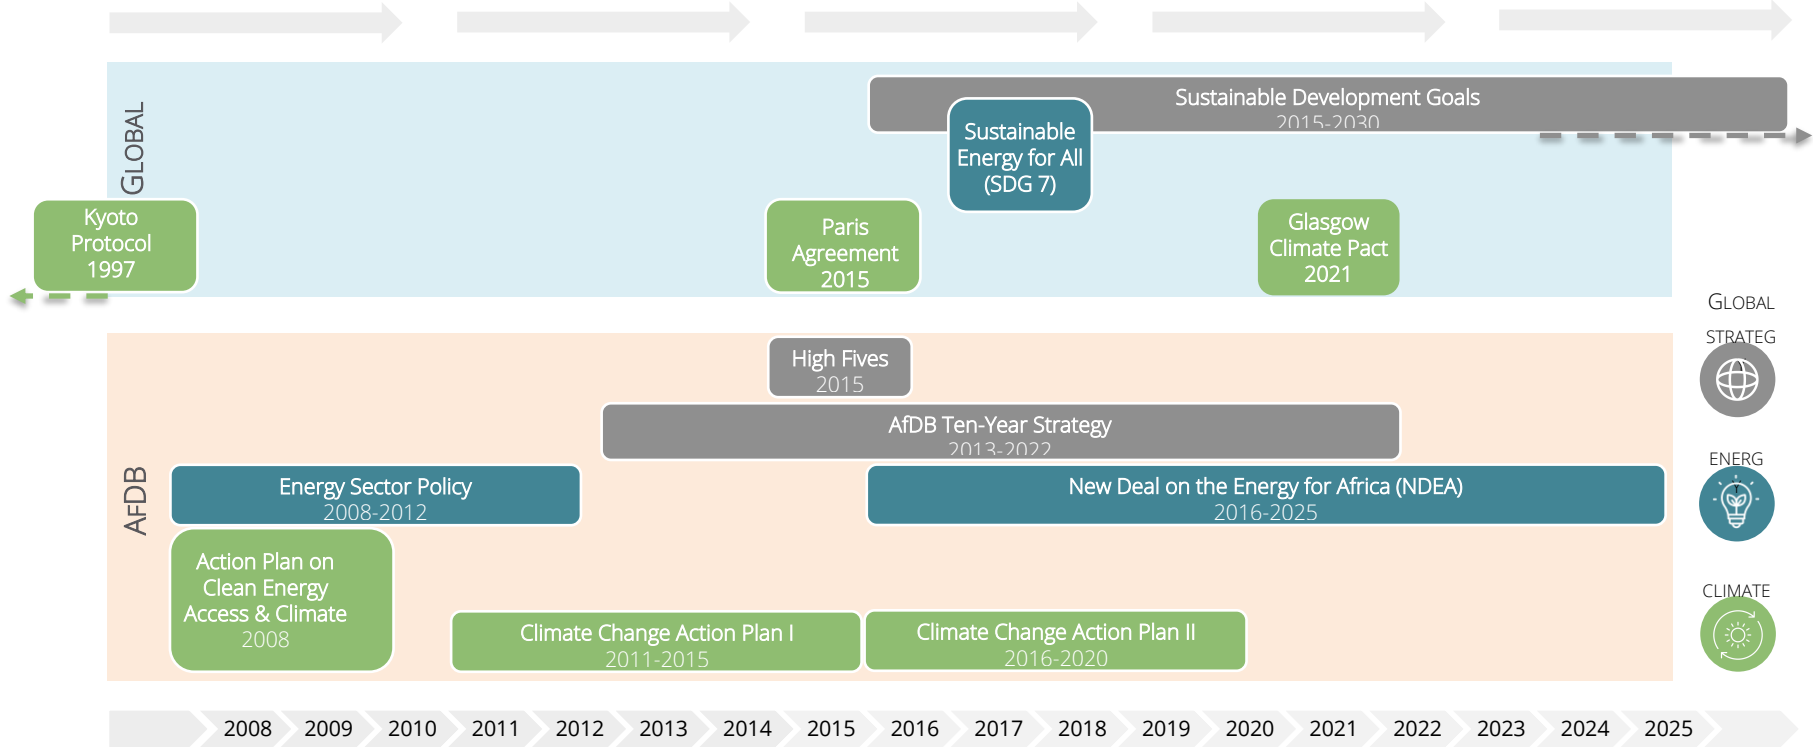 GLOBAL
Sustainable Development Goals
2015-2030
Sustainable
Energy for All
(SDG 7)
Kyoto
Protocol
1997
Paris
Agreement
2015
Glasgow
Climate Pact
2021
GLOBAL
STRATEG
High Fives
2015
AfDB Ten-Year Strategy
2013-2022
AFDB
ENERG
Energy Sector Policy
2008-2012
New Deal on the Energy for Africa (NDEA)
2016-2025
Action Plan on
Clean Energy
Access & Climate
2008
CLIMATE
Climate Change Action Plan I
2011-2015
Climate Change Action Plan II
2016-2020
2008 2009 2010 2011 2012 2013 2014 2015 2016 2017 2018 2019 2020 2021 2022 2023 2024 2025